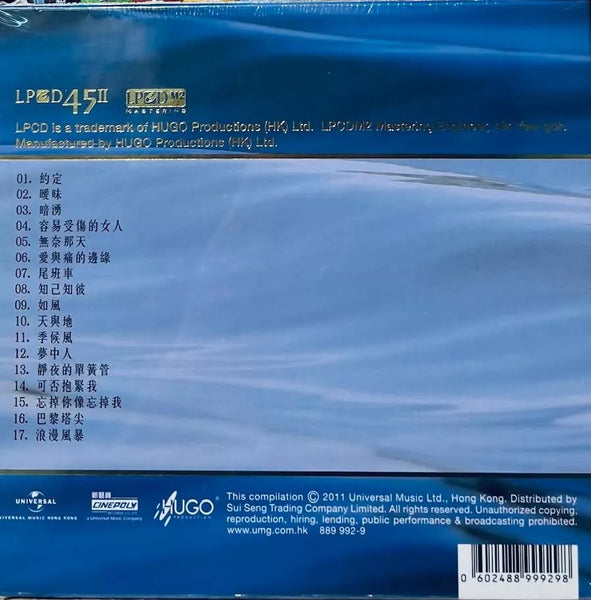 LPCD45II
LPCD M2
MASTERING
LPCD is a trademark of HUGO Productions (HK) Ltd. LPCDM2 Mastering Engineer;
Manufactured by HUGO Productions (HK) Ltd.
01. 約定
02. 曖昧
03. 暗湧
04. 容易受傷的女人
05. 無奈那天
06. 愛與痛的邊緣
07. 尾班車
08. 知己知彼
09. 如風
10. 天與地
11. 季候風
12. 夢中人
13. 靜夜的單簧管
14. 可否抱緊我
15. 忘掉你像忘掉我
16. 巴黎塔尖
17. 浪漫風暴
UNIVERSAL
UNIVERSAL MUSIC HONG KONG
新藝寶
CINEPOLY
a Universal Music Company
HUGO
PRODUCTION
This compilation Ⓒ 2011 Universal Music Ltd., Hong Kong. Distributed by
Sui Seng Trading Company Limited. All rights reserved. Unauthorized copying,
reproduction, hiring, lending, public performance & broadcasting prohibited.
www.umg.com.hk 889 992-9
0 602488 999298